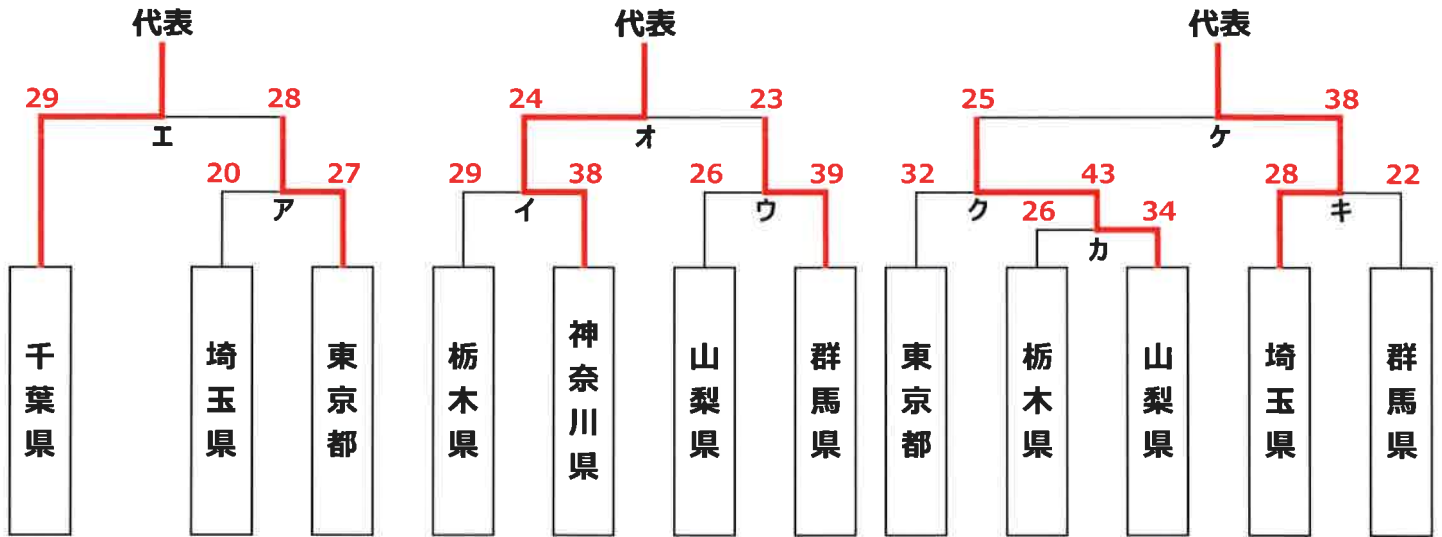 代表 代表 代表
29 28 24 23 25 38
エ オ ケ
20 27 29 38 26 39 32 43 28 22
ア イ ウ ク キ
26 34
カ
千葉県
埼玉県
東京都
栃木県
神奈川県
山梨県
群馬県
東京都
栃木県
山梨県
埼玉県
群馬県